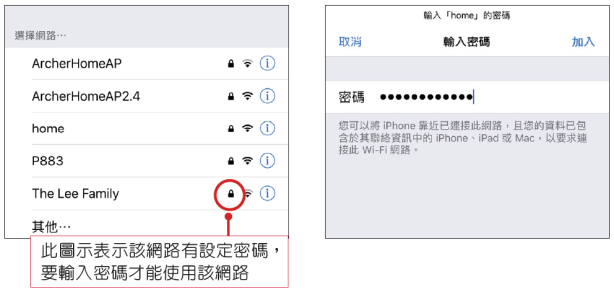 選擇網路…
ArcherHomeAP
ArcherHomeAP2.4
home
P883
The Lee Family
其他…
此圖示表示該網路有設定密碼，
要輸入密碼才能使用該網路
輸入「home」的密碼
取消 輸入密碼 加入
密碼 ●●●●●●●●●●●●
您可以將 iPhone 靠近已連接此網路，且您的資料已包
含於其聯絡資訊中的 iPhone、iPad 或 Mac，以要求連
接此 Wi-Fi 網路。